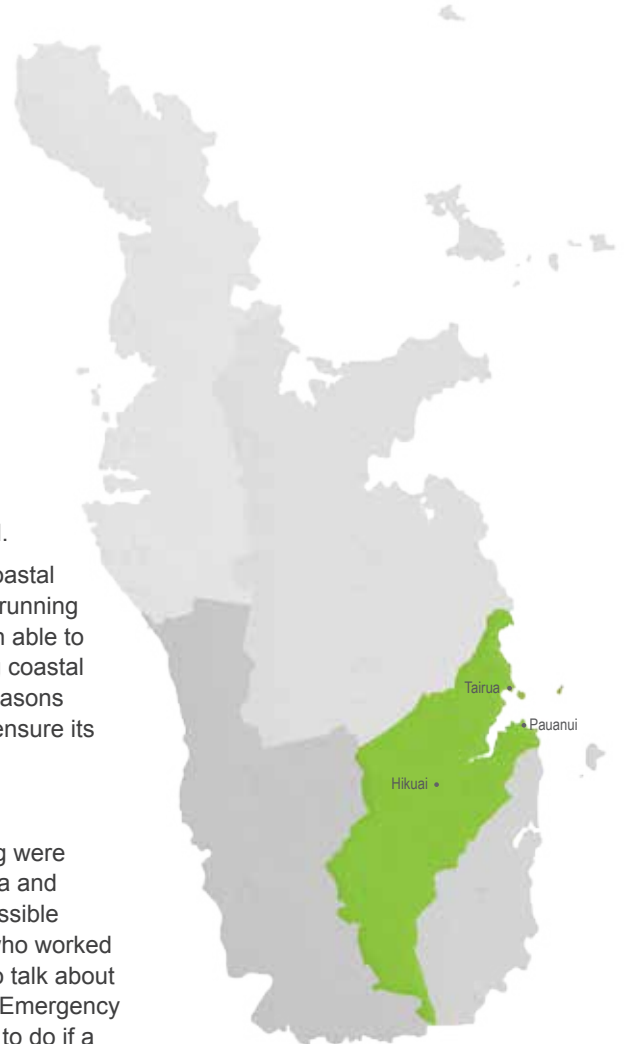 l.
oastal
running
n able to
coastal
easons
ensure its
g were
a and
ssible
who worked
o talk about
Emergency
to do if a
Tairua
Pauanui
Hikuai